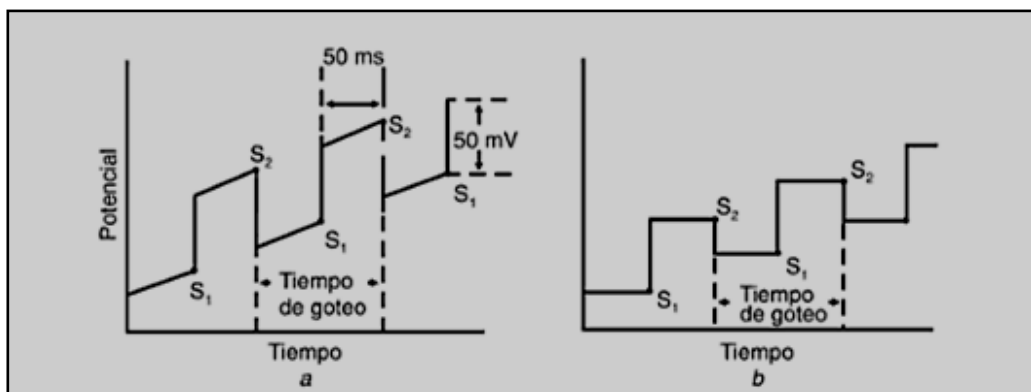 50 ms
S2
S2
50 mV
S1
S1
S1
Potencial
Tiempo
de goteo
Tiempo
a
S2
S2
S1
S1
Tiempo
de goteo
Tiempo
b